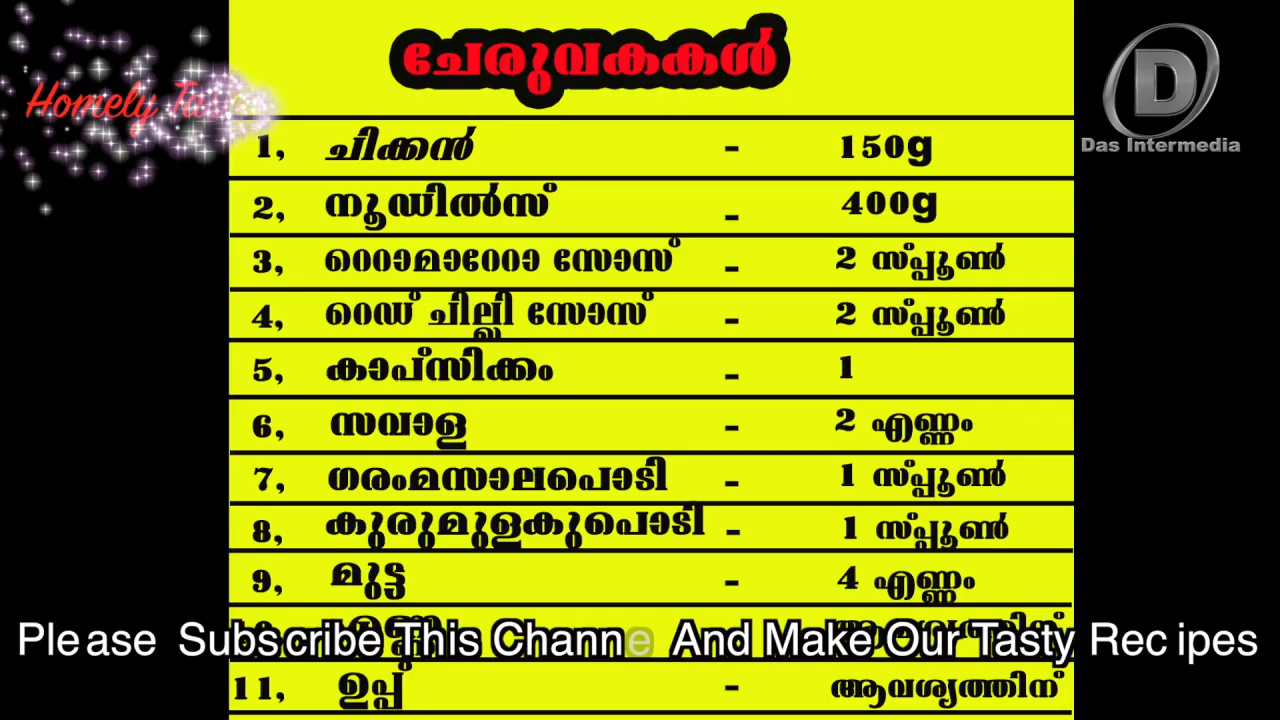 ചേരുവകകൾ
Homely Ta
D
Das Intermedia
1, ചിക്കൻ - 150g
2, നൂഡിൽസ് - 400g
3, റൊമാറോ സോസ് - 2 സ്പൂൺ
4, റെഡ് ചില്ലി സോസ് - 2 സ്പൂൺ
5, കാപ്സിക്കം - 1
6, സവാള - 2 എണ്ണം
7, ഗരംമസാലപൊടി - 1 സ്പൂൺ
8, കുരുമുളകുപൊടി - 1 സ്പൂൺ
9, മുട്ട - 4 എണ്ണം
Please Subscribe This Channe And Make Our Tasty Recipes
11, ഉപ്പ് - ആവശ്യത്തിന്